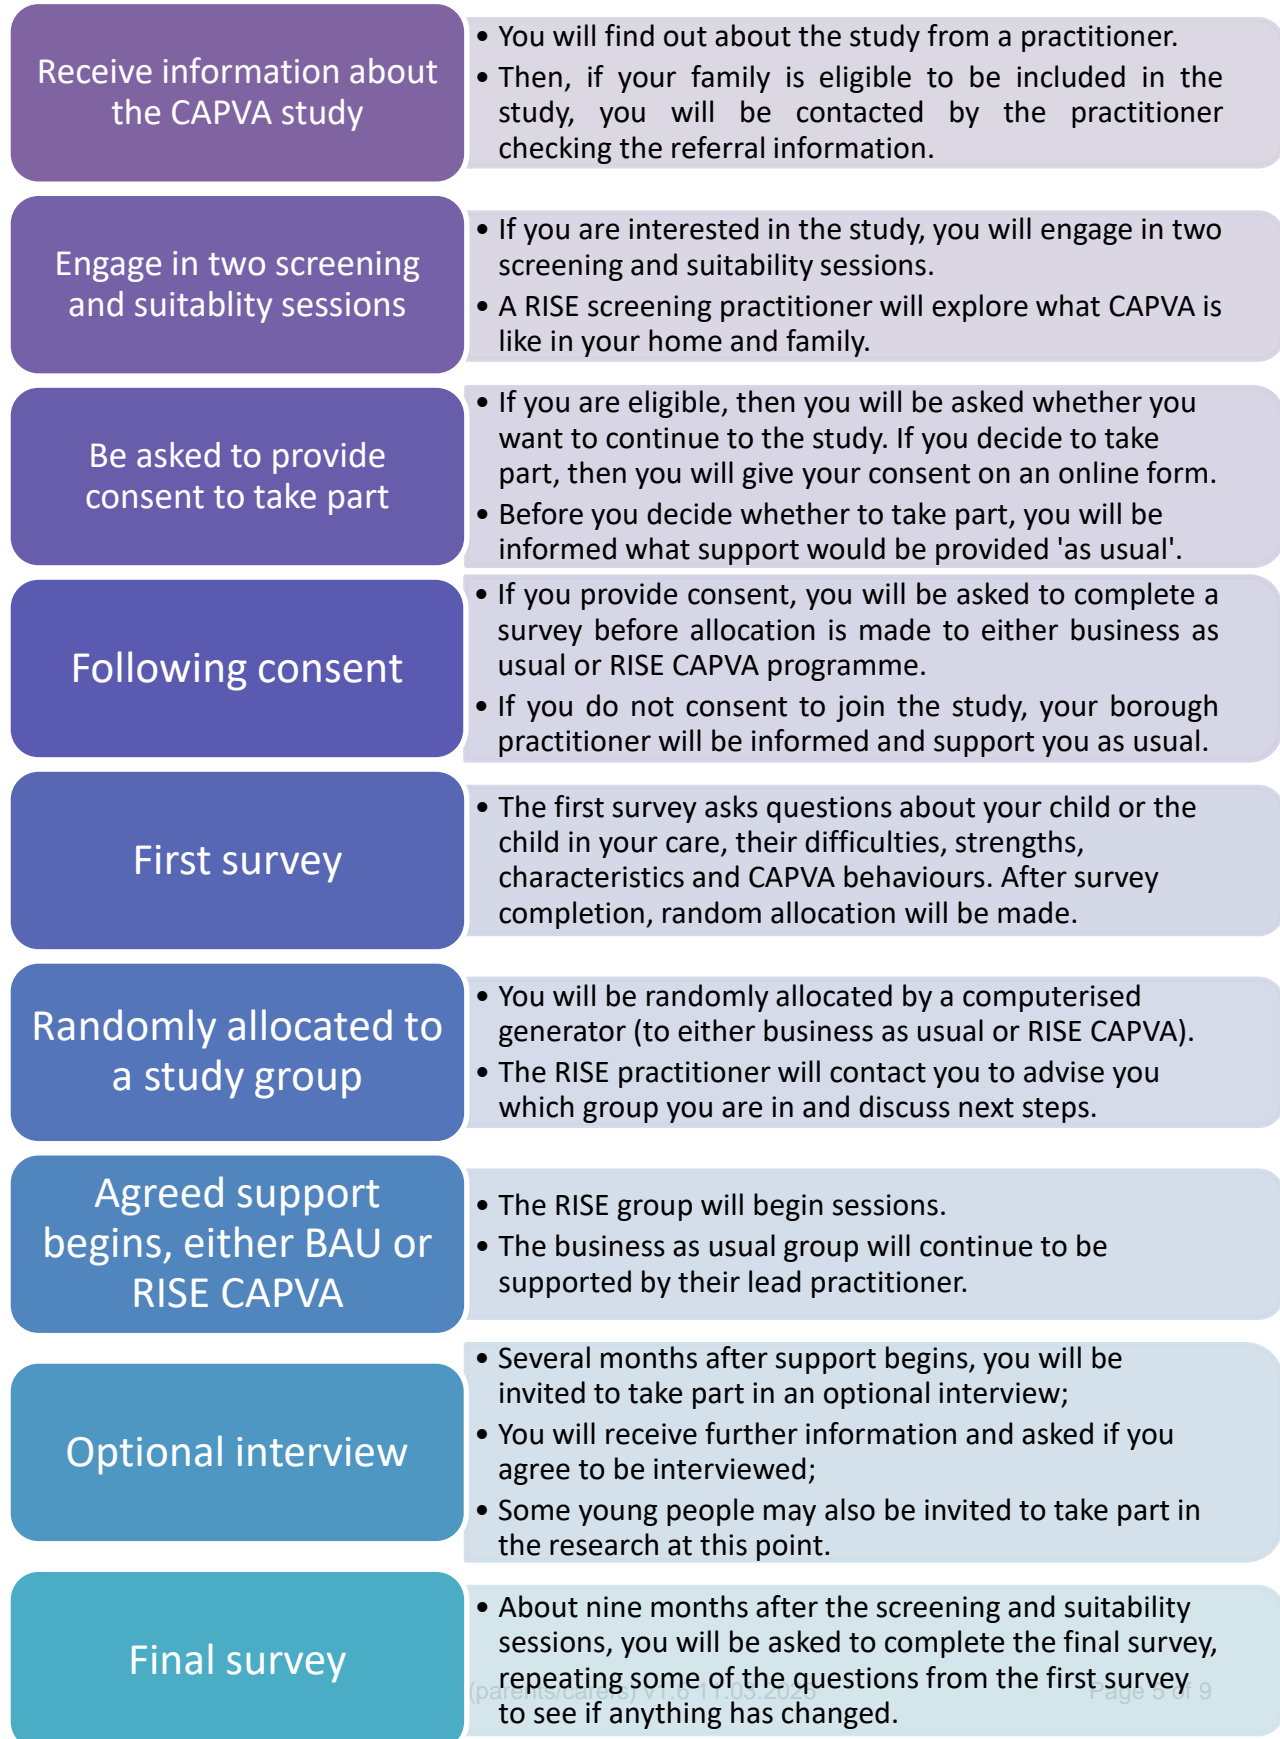 Receive information about
the CAPVA study
• You will find out about the study from a practitioner.
• Then, if your family is eligible to be included in the
study, you will be contacted by the practitioner
checking the referral information.
Engage in two screening
and suitablity sessions
• If you are interested in the study, you will engage in two
screening and suitability sessions.
• A RISE screening practitioner will explore what CAPVA is
like in your home and family.
Be asked to provide
consent to take part
• If you are eligible, then you will be asked whether you
want to continue to the study. If you decide to take
part, then you will give your consent on an online form.
• Before you decide whether to take part, you will be
informed what support would be provided 'as usual'.
Following consent
• If you provide consent, you will be asked to complete a
survey before allocation is made to either business as
usual or RISE CAPVA programme.
• If you do not consent to join the study, your borough
practitioner will be informed and support you as usual.
First survey
• The first survey asks questions about your child or the
child in your care, their difficulties, strengths,
characteristics and CAPVA behaviours. After survey
completion, random allocation will be made.
Randomly allocated to
a study group
• You will be randomly allocated by a computerised
generator (to either business as usual or RISE CAPVA).
• The RISE practitioner will contact you to advise you
which group you are in and discuss next steps.
Agreed support
begins, either BAU or
RISE CAPVA
• The RISE group will begin sessions.
• The business as usual group will continue to be
supported by their lead practitioner.
Optional interview
• Several months after support begins, you will be
invited to take part in an optional interview;
• You will receive further information and asked if you
agree to be interviewed;
• Some young people may also be invited to take part in
the research at this point.
Final survey
• About nine months after the screening and suitability
sessions, you will be asked to complete the final survey,
repeating some of the questions from the first survey
to see if anything has changed.
(parents/carers) v1.6 11.03.2025 Page 5 of 9